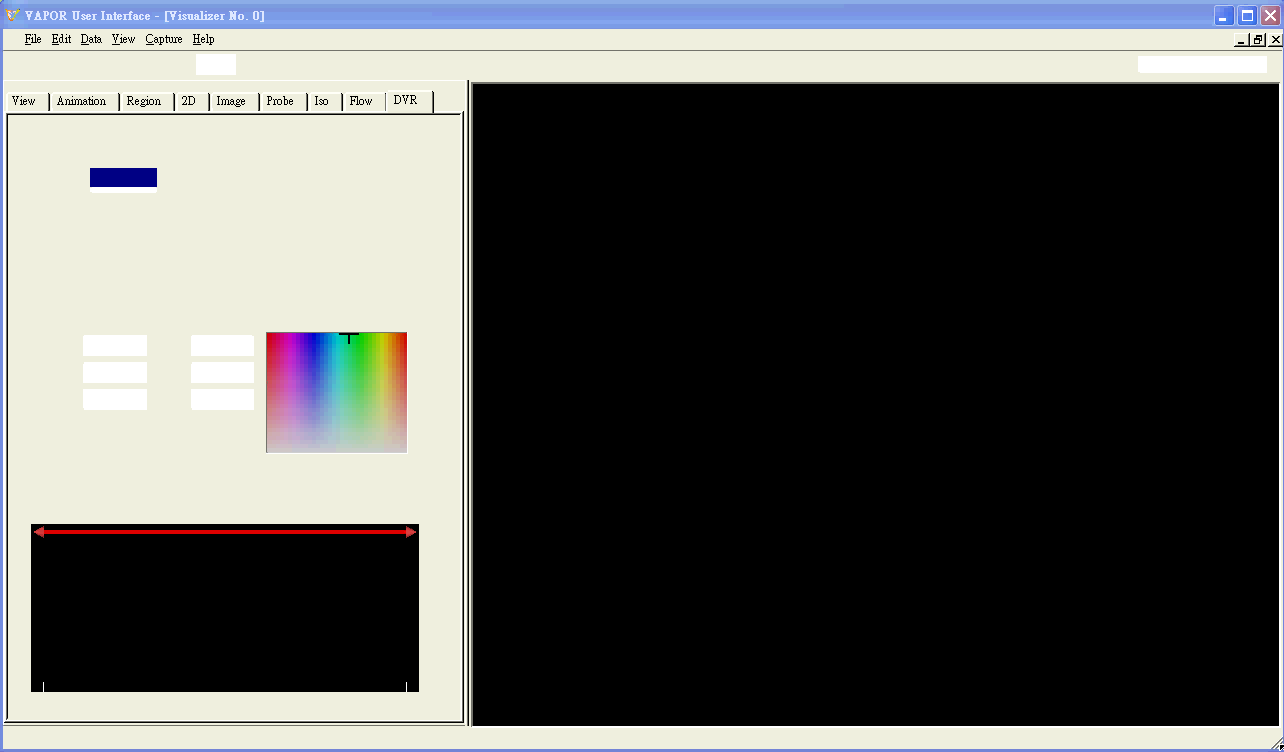 VAPOR User Interface - [Visualizer No. 0]
File Edit Data View Capture Help
View Animation Region 2D Image Probe Iso Flow DVR